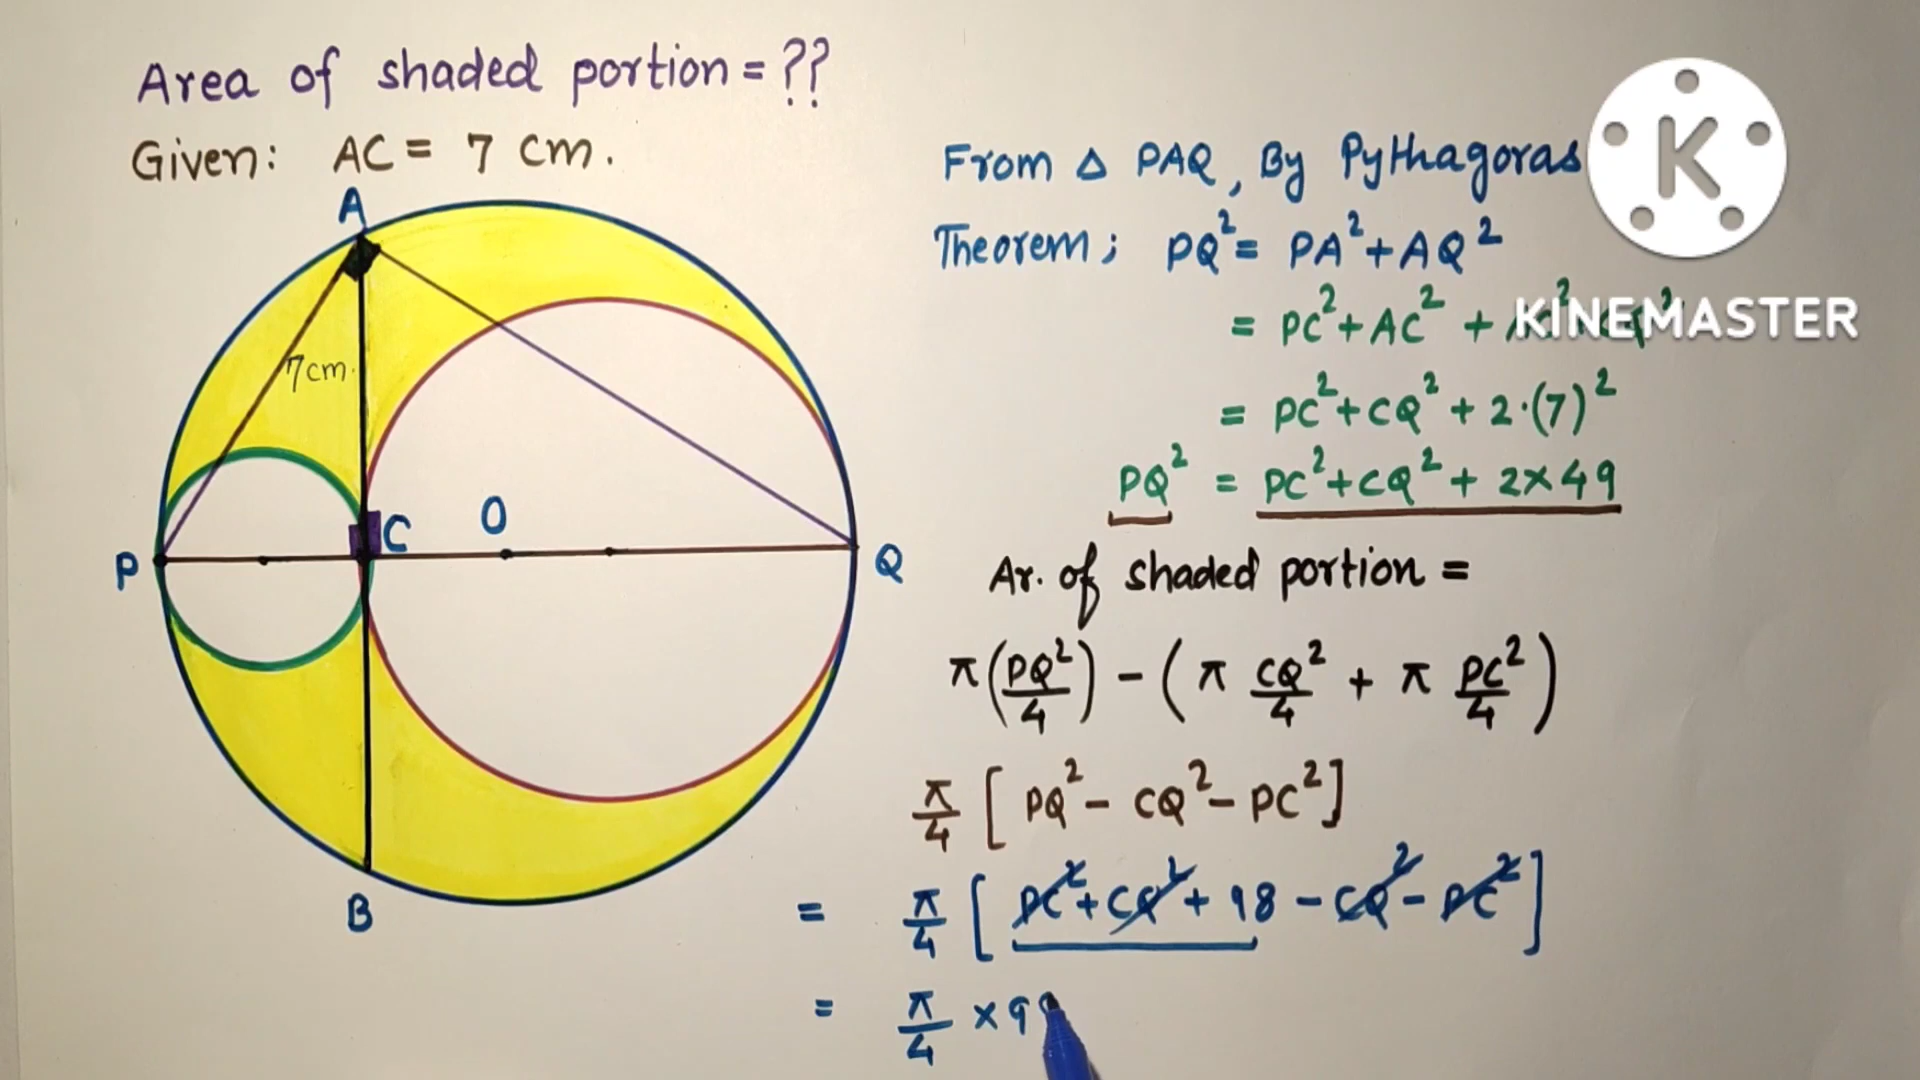 Area of shaded portion = ??
Given: AC = 7 cm.
A
7cm.
P
C
O
Q
B
From △ PAQ, By Pythagoras
Theorem; PQ² = PA² + AQ²
= PC² + AC² +
= PC² + CQ² + 2·(7)²
PQ² = PC² + CQ² + 2×49
Ar. of shaded portion =
π(PQ²/4) - (π CQ²/4 + π PC²/4)
π/4 [PQ² - CQ² - PC²]
= π/4 [PC² + CQ² + 98 - CQ² - PC²]
= π/4 × 9
K
KINEMASTER